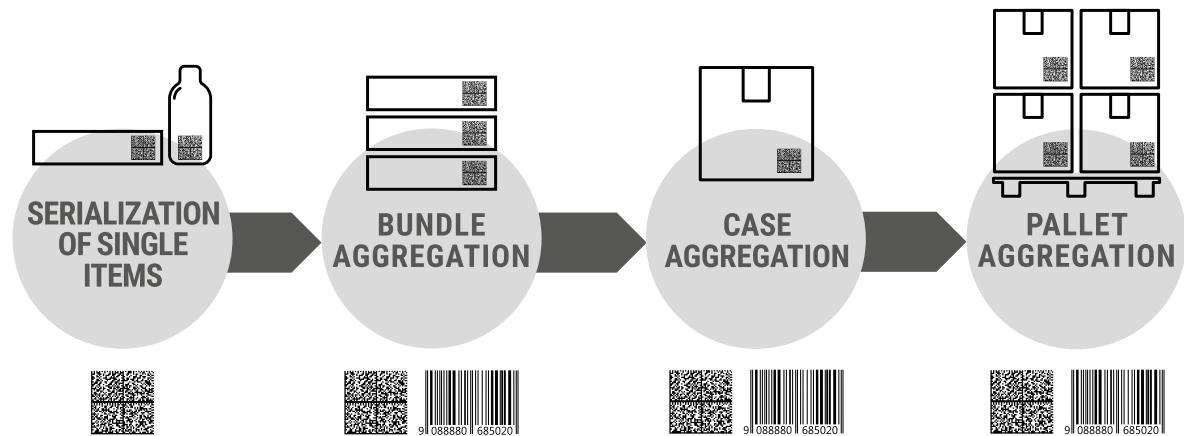 SERIALIZATION
OF SINGLE
ITEMS
BUNDLE
AGGREGATION
CASE
AGGREGATION
PALLET
AGGREGATION
9 088880 685020
9 088880 685020
9 088880 685020